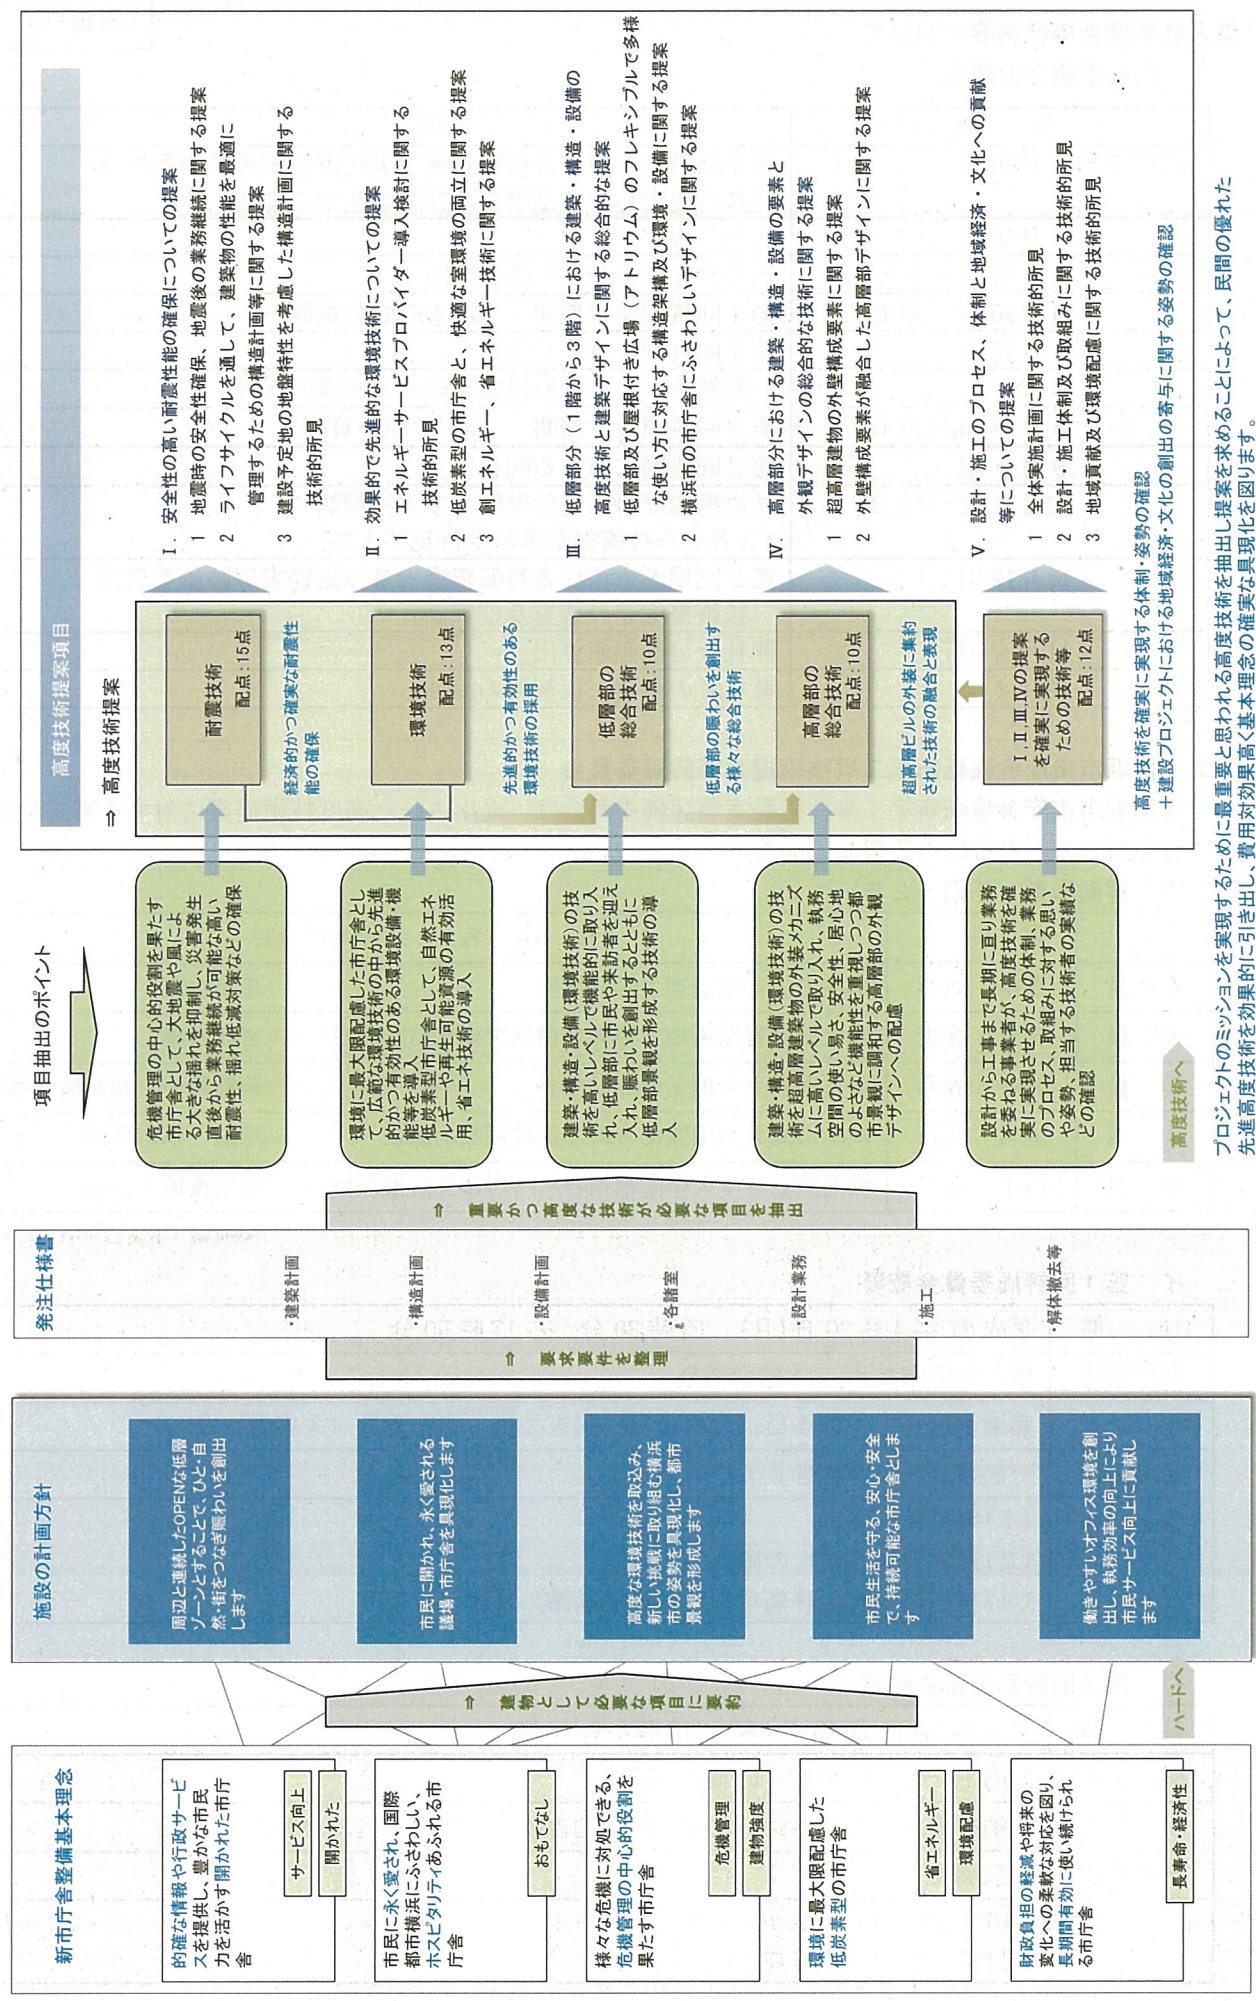 新市庁舎整備基本理念
的確な情報や行政サービ
スを提供し、豊かな市民
力を活かす開かれた市庁
舎
サービス向上
開かれた
市民に永く愛され、国際
都市横浜にふさわしい、
ホスピタリティあふれる市
庁舎
おもてなし
様々な危機に対処できる、
危機管理の中心的役割を
果たす市庁舎
危機管理
建物強度
環境に最大限配慮した
低炭素型の市庁舎
省エネルギー
環境配慮
財政負担の軽減や将来の
変化への柔軟な対応を図り、
長期間有効に使い続けられ
る市庁舎
長寿命・経済性
⇒ 建物として必要な項目に要約
ハードへ
施設の計画方針
周辺と連続したOPENな低層
ゾーンとすることで、ひと・自
然・街をつなぎ賑わいを創出
します
市民に開かれ、永く愛される
議場・市庁舎を具現化します
高度な環境技術を取込み、
新しい挑戦に取り組む横浜
市の姿勢を具現化し、都市
景観を形成します
市民生活を守る、安心・安全
で、持続可能な市庁舎としま
す
働きやすいオフィス環境を創
出し、執務効率の向上により
市民サービス向上に貢献し
ます
⇒ 要求要件を整理
発注仕様書
・建築計画
・構造計画
・設備計画
・各諸室
・設計業務
・施工
・解体撤去等
⇒ 重要かつ高度な技術が必要な項目を抽出
高度技術へ
項目抽出のポイント
危機管理の中心的役割を果たす
市庁舎として、大地震や風によ
る大きな揺れを抑制し、災害発生
直後から業務継続が可能な高い
耐震性、揺れ低減対策などの確保
環境に最大限配慮した市庁舎とし
て、広範な環境技術の中から先進
的かつ有効性のある環境設備・機
能等を導入
低炭素型市庁舎として、自然エネ
ルギーや再生可能資源の有効活
用、省エネ技術の導入
建築・構造・設備(環境技術)の技
術を高いレベルで機能的に取り入
れ、低層部に市民や来訪者を迎え
入れ、賑わいを創出するとともに
低層部景観を形成する技術の導
入
建築・構造・設備(環境技術)の技
術を超高層建築物の外装メカニズ
ムに高いレベルで取り入れ、執務
空間の使い易さ、安全性、居心地
のよさなど機能性を重視しつつ都
市景観に調和する高層部の外観
デザインへの配慮
設計から工事まで長期に亘り業務
を委ねる事業者が、高度技術を確
実に実現させるための体制、業務
のプロセス、取組みに対する思い
や姿勢、担当する技術者の実績な
どの確認
高度技術提案項目
⇒ 高度技術提案
耐震技術
配点:15点
経済的かつ確実な耐震性
能の確保
環境技術
配点:13点
先進的かつ有効性のある
環境技術の採用
低層部の
総合技術
配点:10点
低層部の賑わいを創出す
る様々な総合技術
高層部の
総合技術
配点:10点
超高層ビルの外装に集約
された技術の融合と表現
Ⅰ,Ⅱ,Ⅲ,Ⅳの提案
を確実に実現する
ための技術等
配点:12点
高度技術を確実に実現する体制・姿勢の確認
+建設プロジェクトにおける地域経済・文化の創出の寄与に関する姿勢の確認
Ⅰ. 安全性の高い耐震性能の確保についての提案
1 地震時の安全性確保、地震後の業務継続に関する提案
2 ライフサイクルを通して、建築物の性能を最適に
管理するための構造計画等に関する提案
3 建設予定地の地盤特性を考慮した構造計画に関する
技術的所見
Ⅱ 効果的で先進的な環境技術についての提案
1 エネルギーサービスプロバイダー導入検討に関する
技術的所見
2 低炭素型の市庁舎と、快適な室環境の両立に関する提案
3 創エネルギー、省エネルギー技術に関する提案
Ⅲ. 低層部分(1階から3階)における建築・構造・設備の
高度技術と建築デザインに関する総合的な提案
1 低層部及び屋根付き広場(アトリウム)のフレキシブルで多様
な使い方に対応する構造架構及び環境・設備に関する提案
2 横浜市の市庁舎にふさわしいデザインに関する提案
Ⅳ. 高層部分における建築・構造・設備の要素と
外観デザインの総合的な技術に関する提案
1 超高層建物の外壁構成要素に関する提案
2 外壁構成要素が融合した高層部デザインに関する提案
Ⅴ. 設計・施工のプロセス、体制と地域経済・文化への貢献
等についての提案
1 全体実施計画に関する技術的所見
2 設計・施工体制及び取組みに関する技術的所見
3 地域貢献及び環境配慮に関する技術的所見
プロジェクトのミッションを実現するために最重要と思われる高度技術を抽出し提案を求めることによって、民間の優れた
先進高度技術を効果的に引き出し、費用対効果高く基本理念の確実な具現化を図ります。